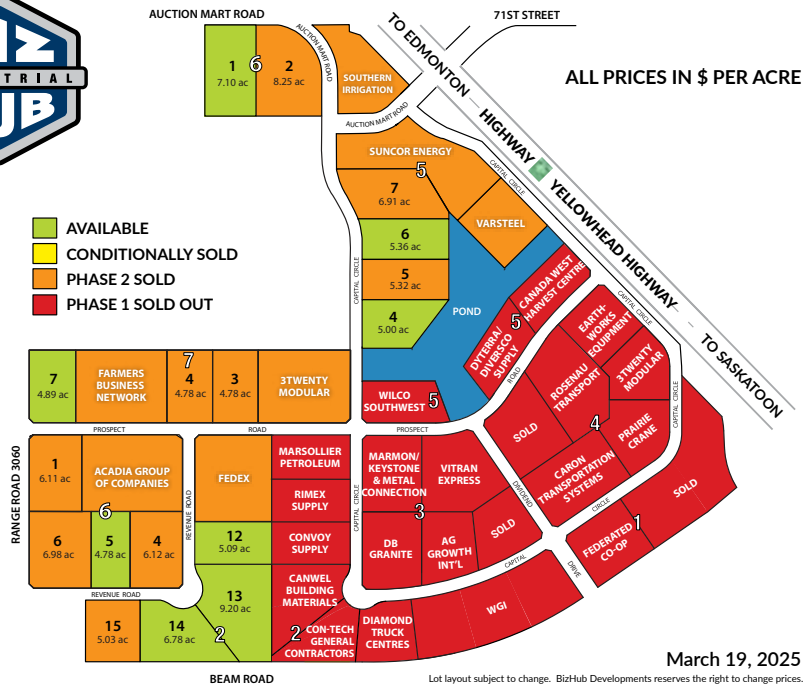 AUCTION MART ROAD
71ST STREET
TO EDMONTON
HIGHWAY
YELLOWHEAD HIGHWAY
TO SASKATOON
ALL PRICES IN $ PER ACRE
IZ
TRIAL
UB
1
7.10 ac
6
2
8.25 ac
AUCTION MART ROAD
SOUTHERN
IRRIGATION
AUCTION MART ROAD
SUNCOR ENERGY
5
CAPITAL CIRCLE
7
6.91 ac
VARSTEEL
6
5.36 ac
5
5.32 ac
4
5.00 ac
CAPITAL CIRCLE
POND
CANADA WEST
HARVEST CENTRE
5
DYTERRA/
DIVERSCO
SUPPLY
ROAD
WILCO
SOUTHWEST
5
AVAILABLE
CONDITIONALLY SOLD
PHASE 2 SOLD
PHASE 1 SOLD OUT
7
4.89 ac
FARMERS
BUSINESS
NETWORK
7
4
4.78 ac
3
4.78 ac
3TWENTY
MODULAR
PROSPECT
ROAD
PROSPECT
CAPITAL CIRCLE
EARTH-
WORKS
EQUIPMENT
ROSENAU
TRANSPORT
3TWENTY
MODULAR
SOLD
4
PRAIRIE
CRANE
CARON
TRANSPORTATION
SYSTEMS
CAPITAL CIRCLE
SOLD
1
FEDERATED
CO-OP
CIRCLE
DIVIDEND
DRIVE
CAPITAL
RANGE ROAD 3060
1
6.11 ac
ACADIA GROUP
OF COMPANIES
6
6
6.98 ac
5
4.78 ac
4
6.12 ac
REVENUE ROAD
REVENUE ROAD
FEDEX
12
5.09 ac
13
9.20 ac
15
5.03 ac
14
6.78 ac
2
MARSOLLIER
PETROLEUM
RIMEX
SUPPLY
CONVOY
SUPPLY
CANWEL
BUILDING
MATERIALS
2
CON-TECH
GENERAL
CONTRACTORS
CAPITAL CIRCLE
MARMON/
KEYSTONE
& METAL
CONNECTION
VITRAN
EXPRESS
3
DB
GRANITE
AG
GROWTH
INT'L
SOLD
DIAMOND
TRUCK
CENTRES
WGI
BEAM ROAD
March 19, 2025
Lot layout subject to change. BizHub Developments reserves the right to change prices.